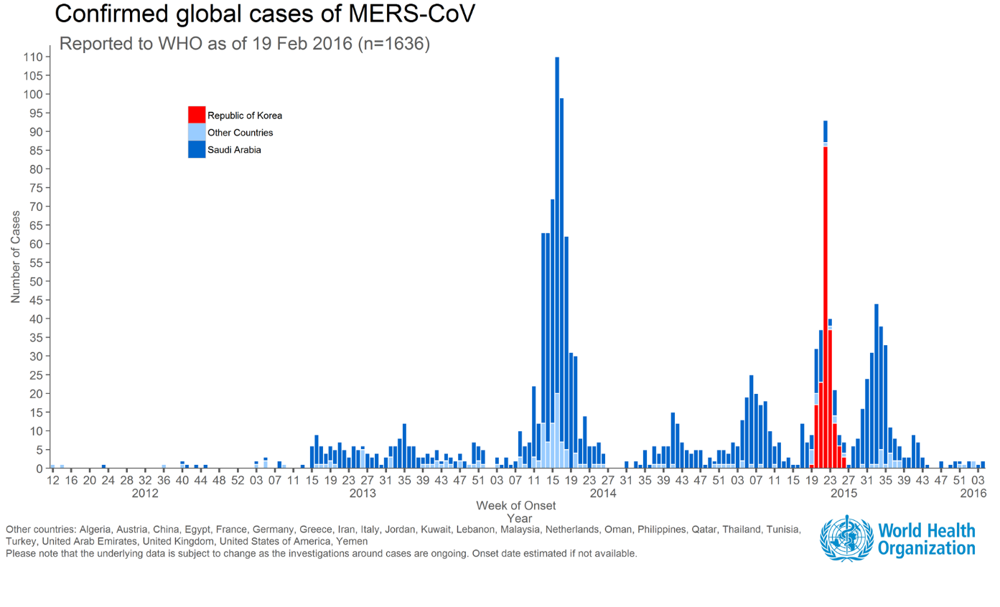 Confirmed global cases of MERS-CoV
Reported to WHO as of 19 Feb 2016 (n=1636)
110
105
100
95
90
85
80
75
70
65
60
55
50
45
40
35
30
25
20
15
10
5
0
Number of Cases
Republic of Korea
Other Countries
Saudi Arabia
12 16 20 24 28 32 36 40 44 48 52 03 07 11 15 19 23 27 31 35 39 43 47 51 03 07 11 15 19 23 27 31 35 39 43 47 51 03 07 11 15 19 23 27 31 35 39 43 47 51 03
2012 2013 2014 2015 2016
Week of Onset
Year
Other countries: Algeria, Austria, China, Egypt, France, Germany, Greece, Iran, Italy, Jordan, Kuwait, Lebanon, Malaysia, Netherlands, Oman, Philippines, Qatar, Thailand, Tunisia,
Turkey, United Arab Emirates, United Kingdom, United States of America, Yemen
Please note that the underlying data is subject to change as the investigations around cases are ongoing. Onset date estimated if not available.
World Health
Organization